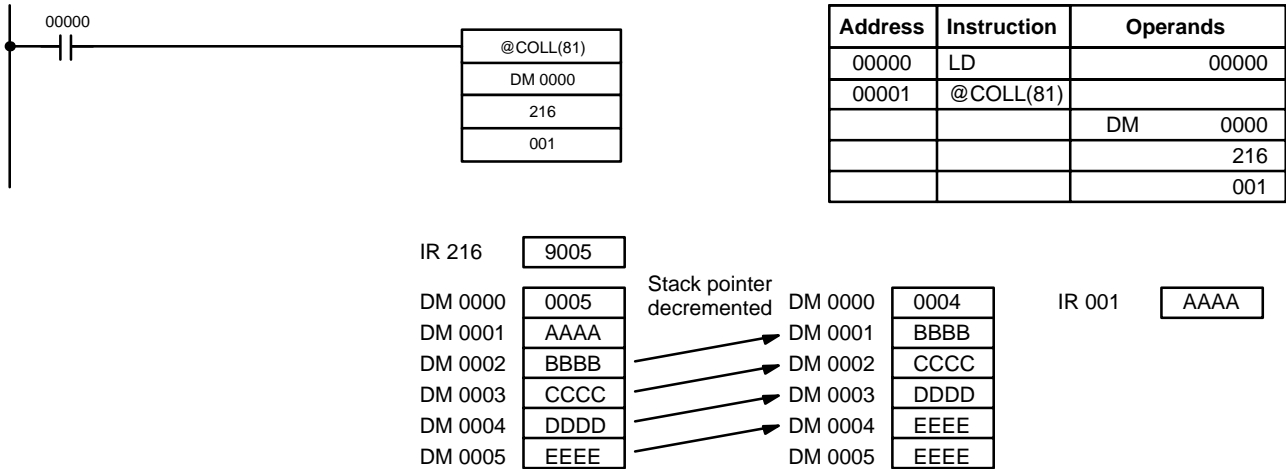 00000
@COLL(81)
DM 0000
216
001
Address Instruction Operands
00000 LD 00000
00001 @COLL(81)
DM 0000
216
001
IR 216 9005
Stack pointer
decremented
DM 0000 0005 DM 0000 0004 IR 001 AAAA
DM 0001 AAAA DM 0001 BBBB
DM 0002 BBBB DM 0002 CCCC
DM 0003 CCCC DM 0003 DDDD
DM 0004 DDDD DM 0004 EEEE
DM 0005 EEEE DM 0005 EEEE